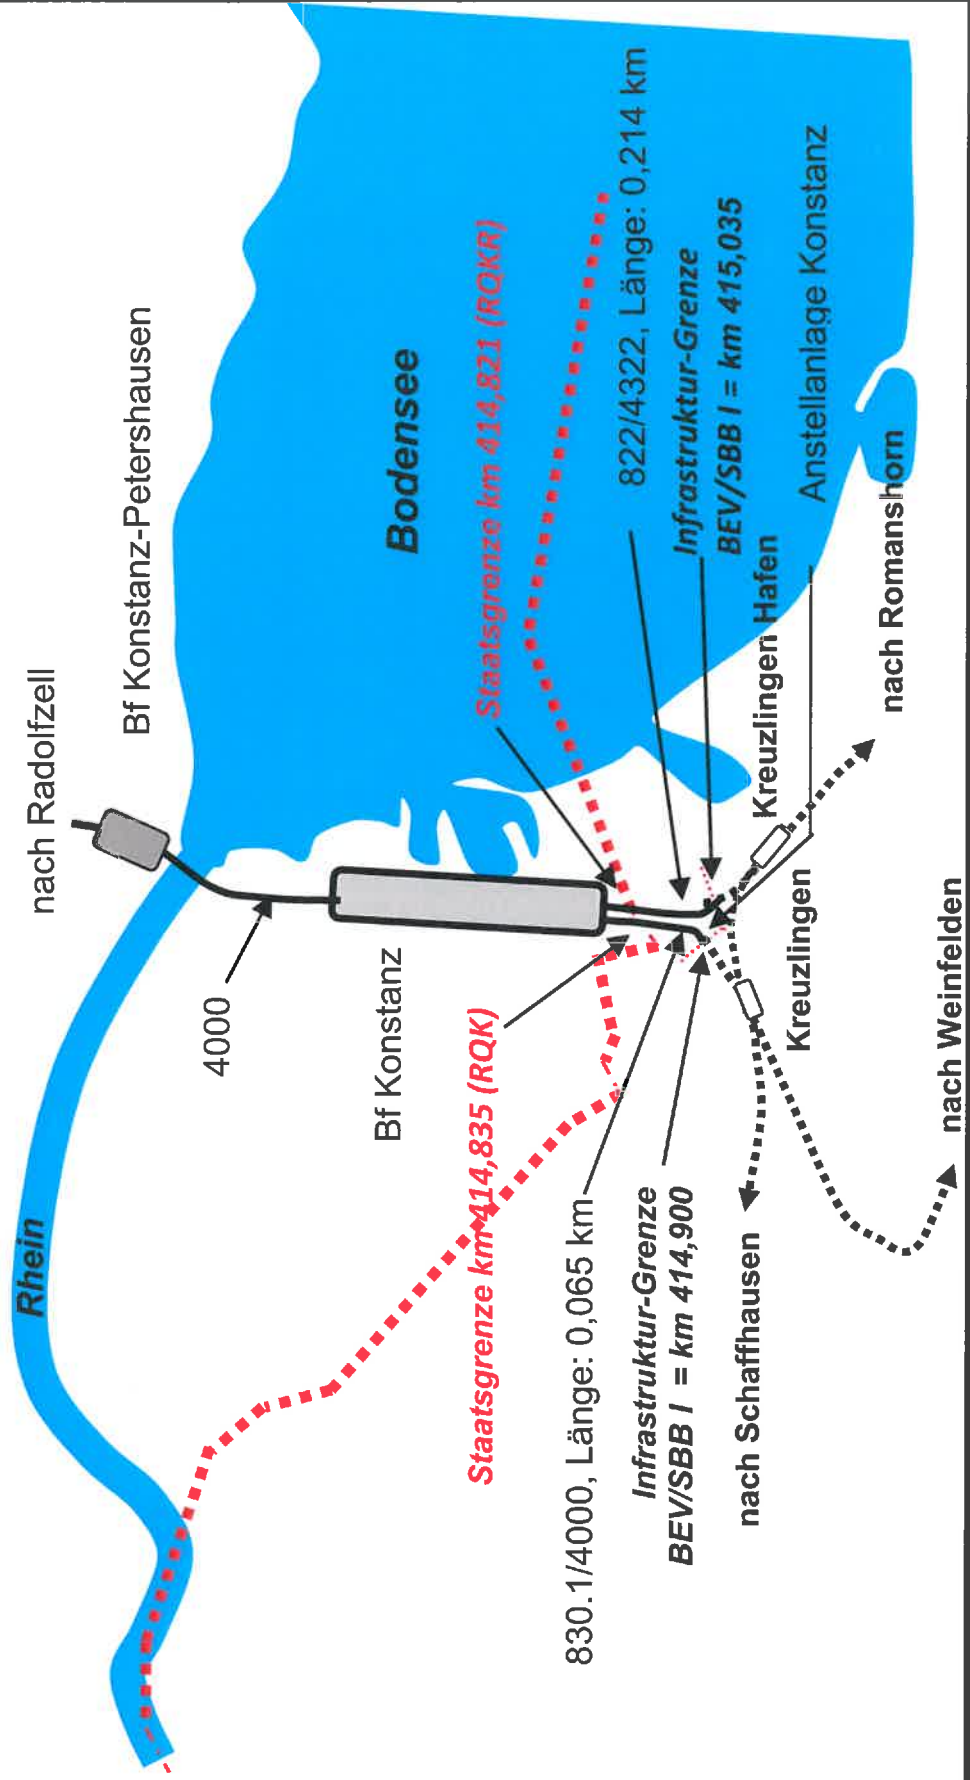 nach Radolfzell
Bf Konstanz-Petershausen
Rhein
4000
Bf Konstanz
Bodensee
Staatsgrenze km 414,821 (RQKR)
Staatsgrenze km 414,835 (RQK)
822/4322, Länge: 0,214 km
830.1/4000, Länge: 0,065 km
Infrastruktur-Grenze
BEV/SBB I = km 415,035
Infrastruktur-Grenze
BEV/SBB I = km 414,900
Kreuzlingen Hafen
Anstellanlage Konstanz
Kreuzlingen
nach Schaffhausen
nach Romanshorn
nach Weinfelden